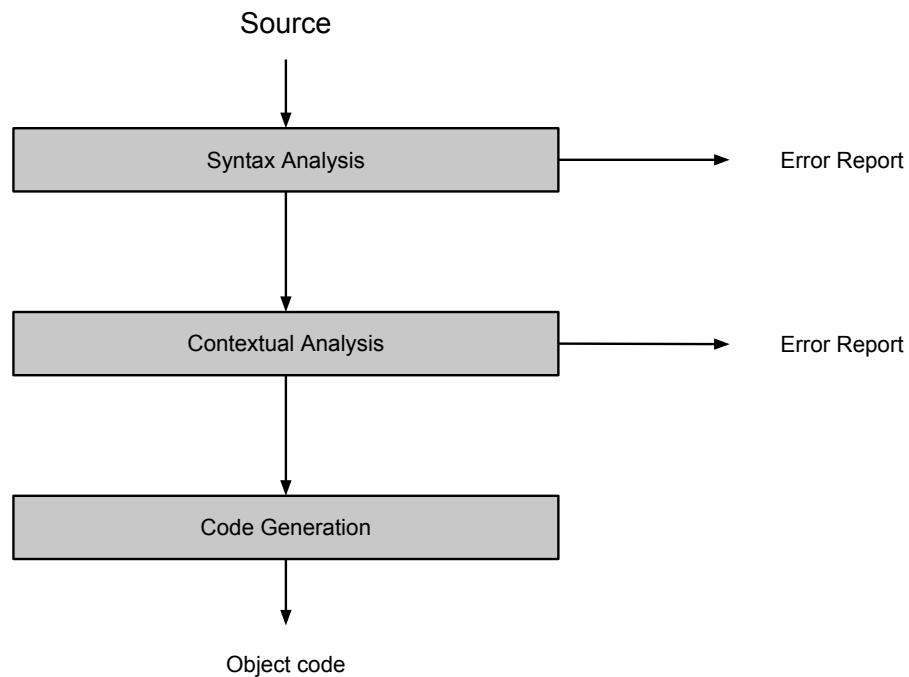 Source
Syntax Analysis
Error Report
Contextual Analysis
Error Report
Code Generation
Object code